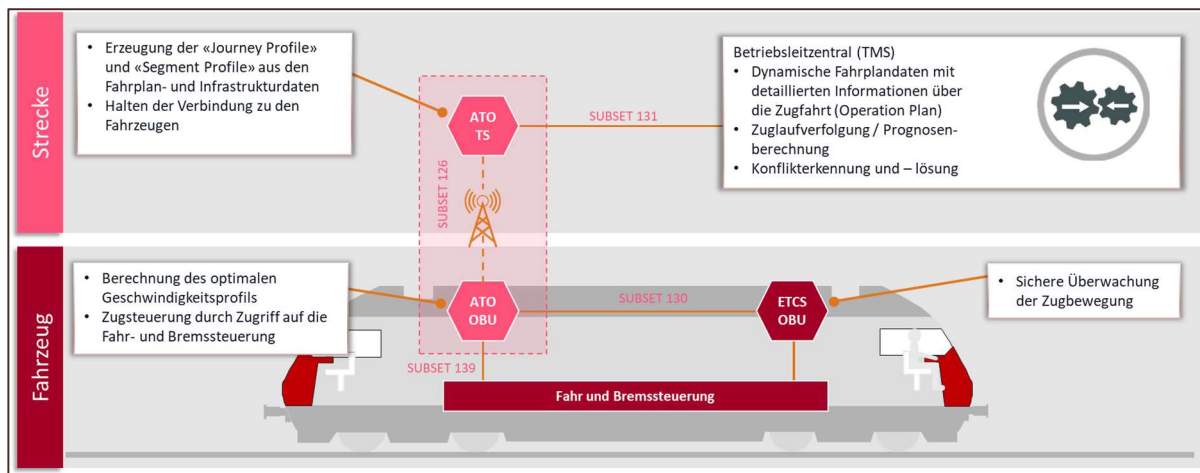 Strecke
• Erzeugung der «Journey Profile»
und «Segment Profile» aus den
Fahrplan- und Infrastrukturdaten
• Halten der Verbindung zu den
Fahrzeugen
ATO
TS
SUBSET 131
Betriebsleitzentral (TMS)
• Dynamische Fahrplandaten mit
detaillierten Informationen über
die Zugfahrt (Operation Plan)
• Zuglaufverfolgung / Prognosen-
berechnung
• Konflikterkennung und – lösung
SUBSET 126
Fahrzeug
• Berechnung des optimalen
Geschwindigkeitsprofils
• Zugsteuerung durch Zugriff auf die
Fahr- und Bremssteuerung
ATO
OBU
SUBSET 130
ETCS
OBU
• Sichere Überwachung
der Zugbewegung
SUBSET 139
Fahr und Bremssteuerung